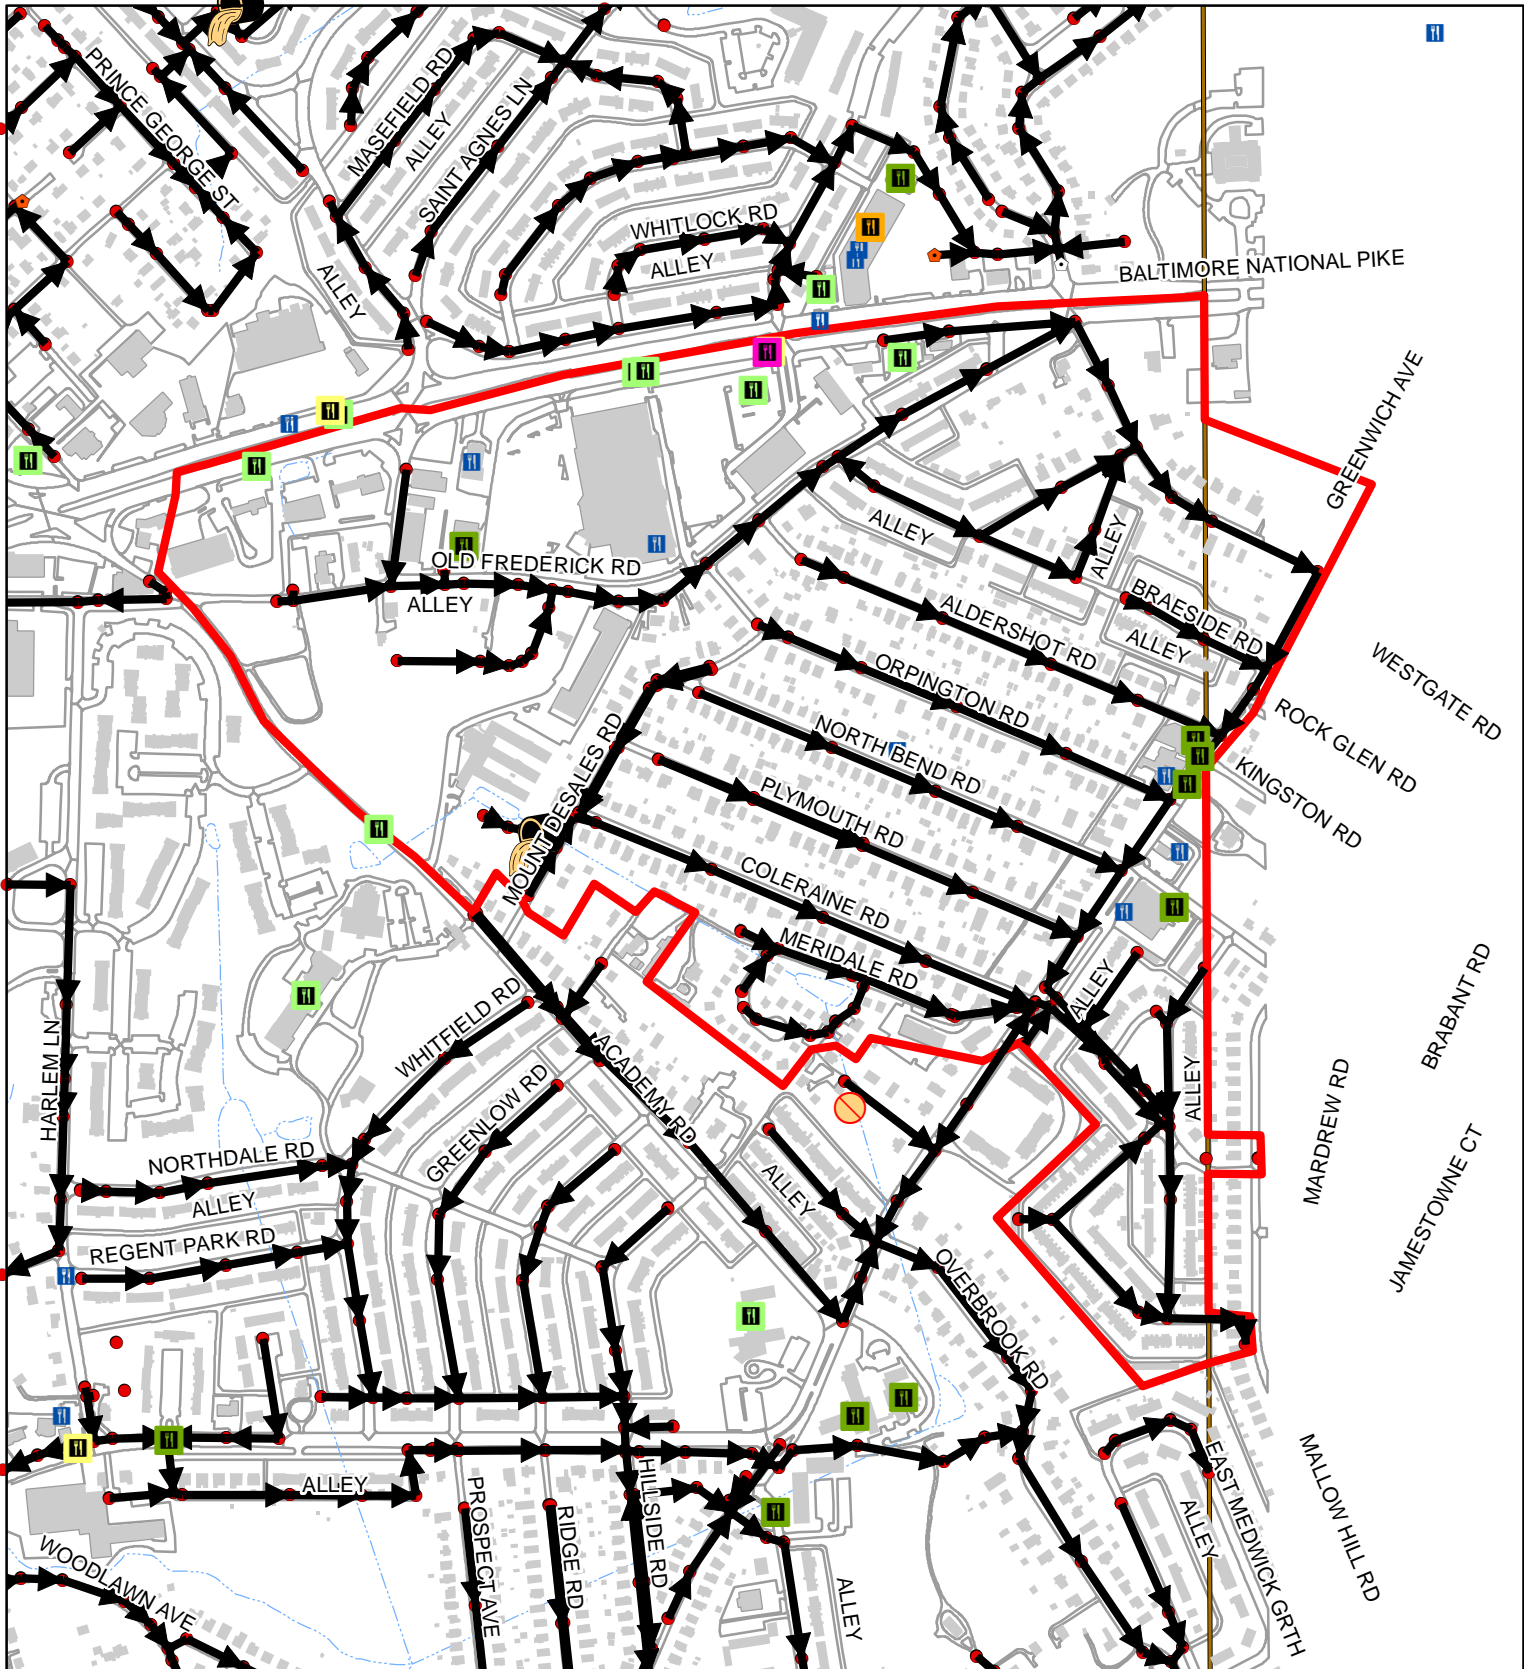 PRINCE GEORGE ST
MASEFIELD RD
ALLEY
SAINT AGNES LN
WHITLOCK RD
ALLEY
ALLEY
BALTIMORE NATIONAL PIKE
GREENWICH AVE
ALLEY
ALLEY
OLD FREDERICK RD
ALLEY
BRAESIDE RD
ALDERSHOT RD
ALLEY
ORPINGTON RD
WESTGATE RD
ROCK GLEN RD
NORTH BEND RD
MOUNT DESALES RD
KINGSTON RD
PLYMOUTH RD
COLERAINE RD
MERIDALE RD
ALLEY
BRABANT RD
WHITFIELD RD
HARLEM LN
ACADEMY RD
GREENLOW RD
ALLEY
MARDREW RD
NORTHDALE RD
ALLEY
ALLEY
JAMESTOWNE CT
REGENT PARK RD
OVERBROOK RD
ALLEY
PROSPECT AVE
RIDGE RD
HILLSIDE RD
EAST MEDWICK GRTH
ALLEY
MALLOW HILL RD
WOODLAWN AVE
ALLEY